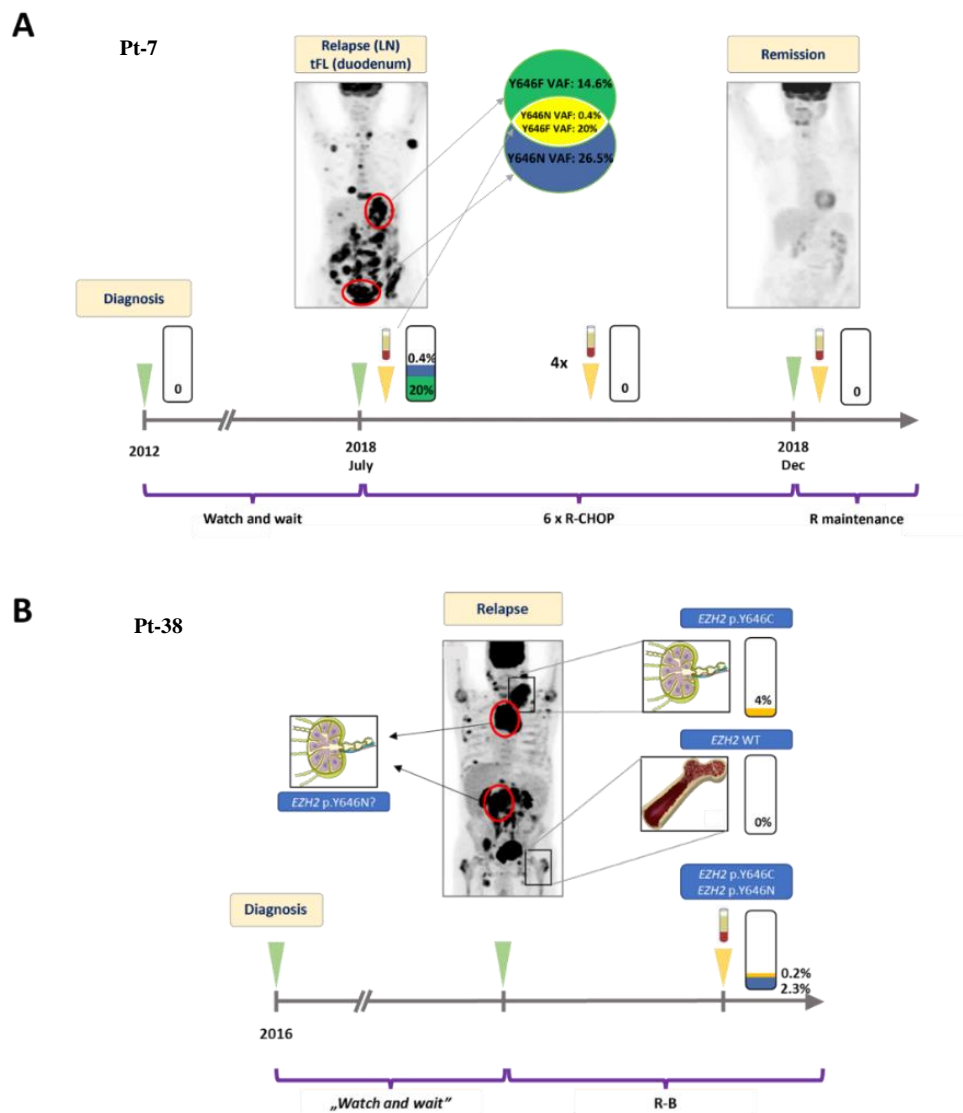 A
Pt-7
Relapse (LN)
tFL (duodenum)
Remission
Y646F VAF: 14.6%
Y646N VAF: 0.4%
Y646F VAF: 20%
Y646N VAF: 26.5%
Diagnosis
0
0.4%
20%
4x
0
0
2012
2018
July
2018
Dec
Watch and wait
6 x R-CHOP
R maintenance
B
Pt-38
Relapse
EZH2 p.Y646C
4%
EZH2 WT
0%
EZH2 p.Y646N?
EZH2 p.Y646C
EZH2 p.Y646N
Diagnosis
0.2%
2.3%
2016
„Watch and wait”
R-B